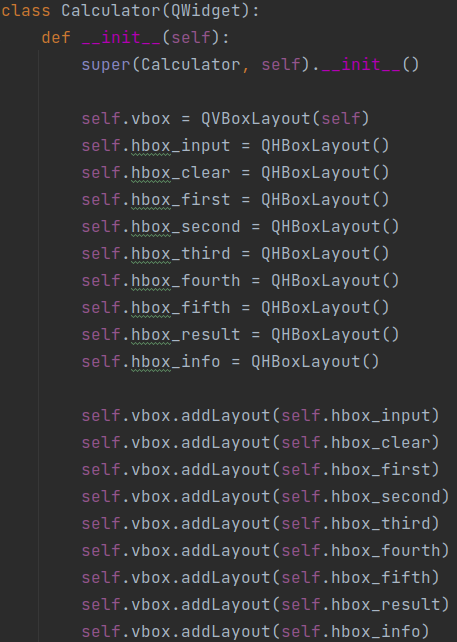 class Calculator(QWidget):
    def __init__(self):
        super(Calculator, self).__init__()

        self.vbox = QVBoxLayout(self)
        self.hbox_input = QHBoxLayout()
        self.hbox_clear = QHBoxLayout()
        self.hbox_first = QHBoxLayout()
        self.hbox_second = QHBoxLayout()
        self.hbox_third = QHBoxLayout()
        self.hbox_fourth = QHBoxLayout()
        self.hbox_fifth = QHBoxLayout()
        self.hbox_result = QHBoxLayout()
        self.hbox_info = QHBoxLayout()

        self.vbox.addLayout(self.hbox_input)
        self.vbox.addLayout(self.hbox_clear)
        self.vbox.addLayout(self.hbox_first)
        self.vbox.addLayout(self.hbox_second)
        self.vbox.addLayout(self.hbox_third)
        self.vbox.addLayout(self.hbox_fourth)
        self.vbox.addLayout(self.hbox_fifth)
        self.vbox.addLayout(self.hbox_result)
        self.vbox.addLayout(self.hbox_info)